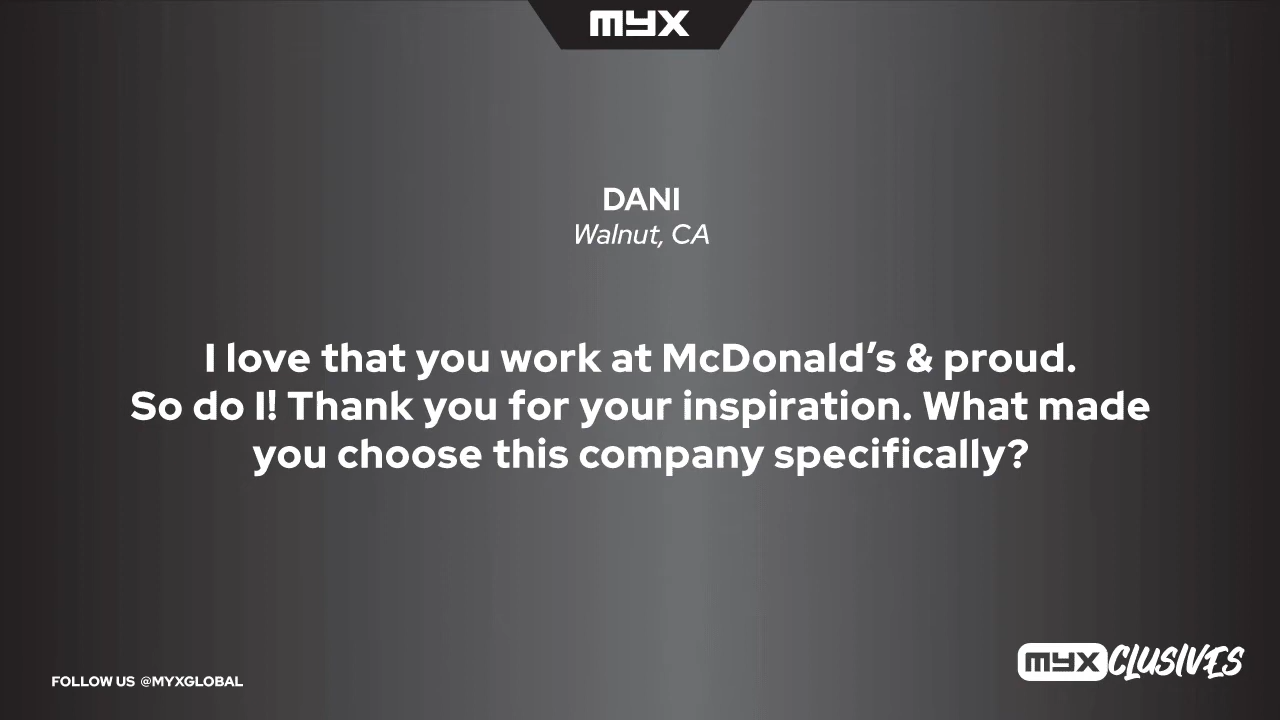 MYX
DANI
Walnut, CA
I love that you work at McDonald’s & proud.
So do I! Thank you for your inspiration. What made
you choose this company specifically?
FOLLOW US @MYXGLOBAL
MYXCLUSIVES